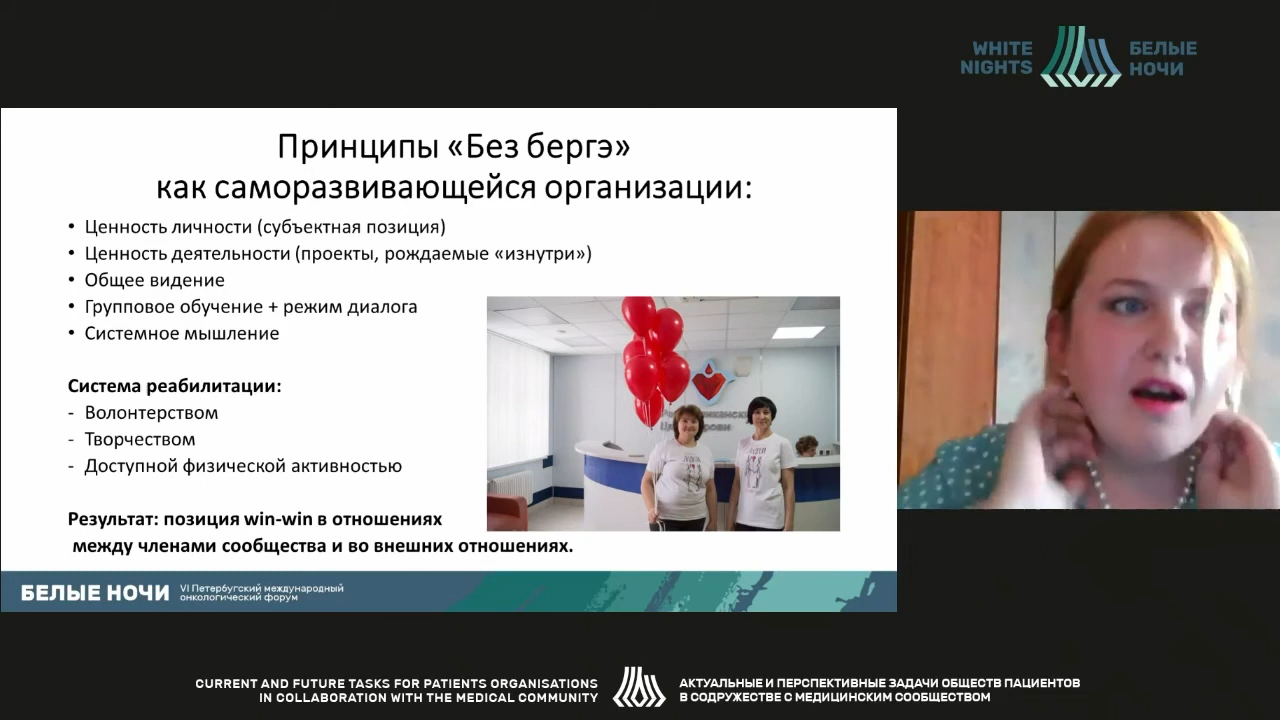 WHITE
NIGHTS
БЕЛЫЕ
НОЧИ
Принципы «Без бергэ»
как саморазвивающейся организации:
• Ценность личности (субъектная позиция)
• Ценность деятельности (проекты, рождаемые «изнутри»)
• Общее видение
• Групповое обучение + режим диалога
• Системное мышление
Система реабилитации:
- Волонтерством
- Творчеством
- Доступной физической активностью
Результат: позиция win-win в отношениях
между членами сообщества и во внешних отношениях.
БЕЛЫЕ НОЧИ
VI Петербугский международный
онкологический форум
CURRENT AND FUTURE TASKS FOR PATIENTS ORGANISATIONS
IN COLLABORATION WITH THE MEDICAL COMMUNITY
АКТУАЛЬНЫЕ И ПЕРСПЕКТИВНЫЕ ЗАДАЧИ ОБЩЕСТВ ПАЦИЕНТОВ
В СОДРУЖЕСТВЕ С МЕДИЦИНСКИМ СООБЩЕСТВОМ